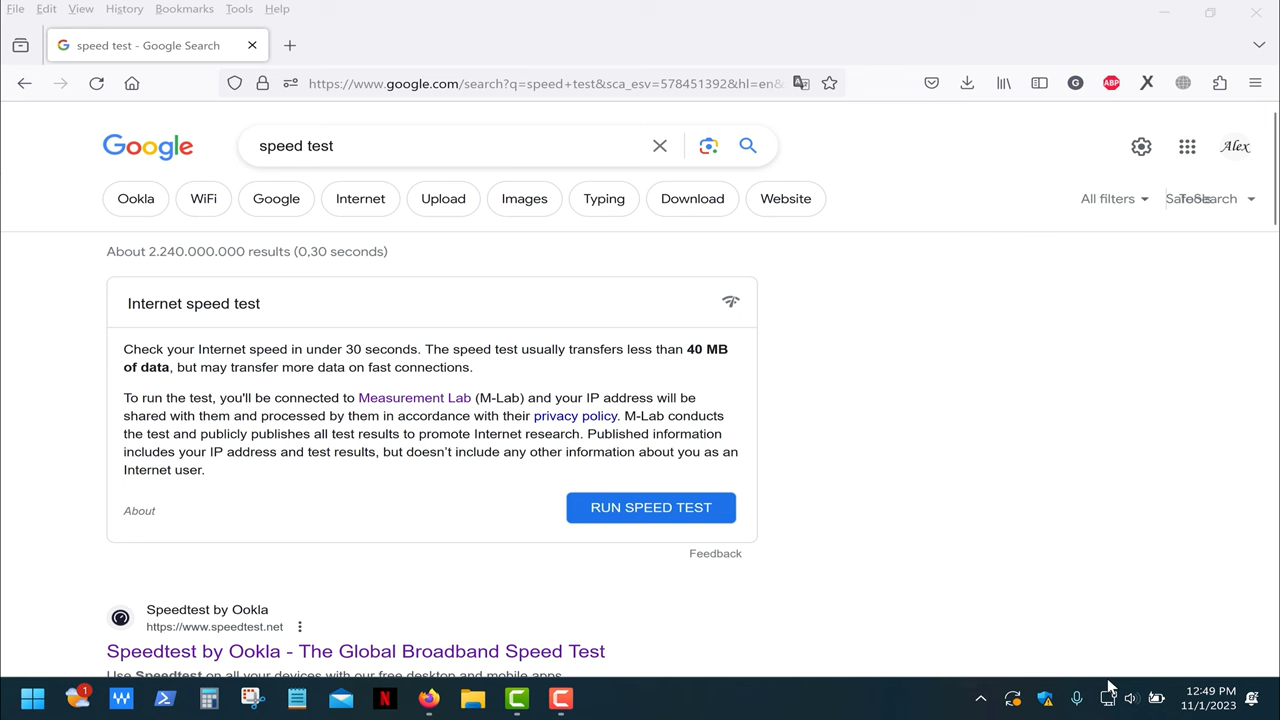 File Edit View History Bookmarks Tools Help
speed test - Google Search
https://www.google.com/search?q=speed+test&sca_esv=578451392&hl=en&
G ABP X
Google speed test Alex
Ookla WiFi Google Internet Upload Images Typing Download Website All filters
About 2.240.000.000 results (0,30 seconds)
Internet speed test
Check your Internet speed in under 30 seconds. The speed test usually transfers less than 40 MB
of data, but may transfer more data on fast connections.
To run the test, you'll be connected to Measurement Lab (M-Lab) and your IP address will be
shared with them and processed by them in accordance with their privacy policy. M-Lab conducts
the test and publicly publishes all test results to promote Internet research. Published information
includes your IP address and test results, but doesn't include any other information about you as an
Internet user.
About RUN SPEED TEST
Feedback
Speedtest by Ookla
https://www.speedtest.net
Speedtest by Ookla - The Global Broadband Speed Test
Use Speedtest on all your devices with our free desktop and mobile apps.
1 W N C C
12:49 PM
11/1/2023